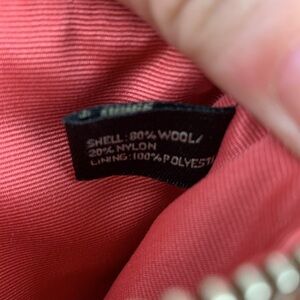 SHELL: 80% WOOL/
20% NYLON
LINING: 100% POLYEST